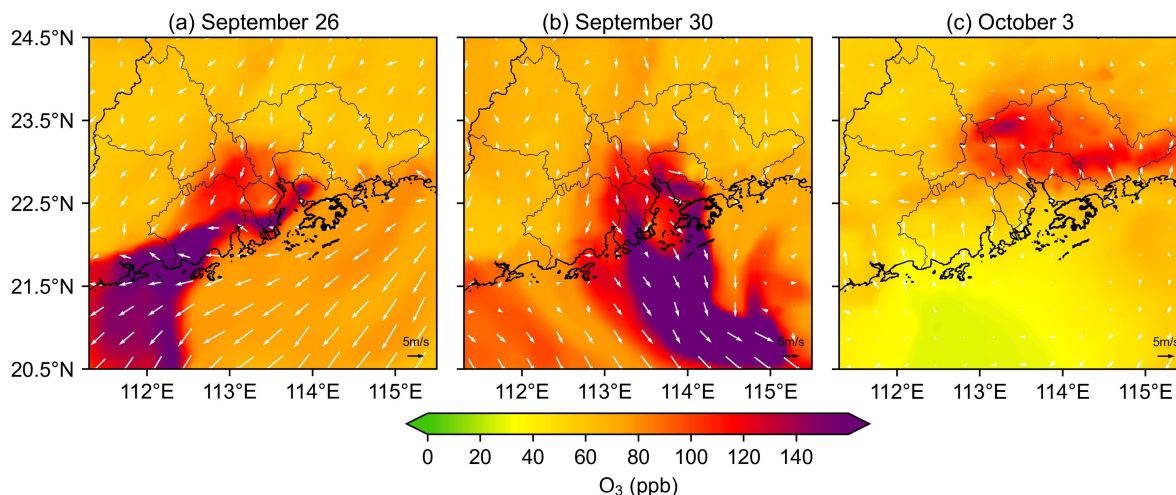 (a) September 26 (b) September 30 (c) October 3
24.5°N
23.5°N
22.5°N
21.5°N
20.5°N
5m/s 5m/s 5m/s
112°E 113°E 114°E 115°E 112°E 113°E 114°E 115°E 112°E 113°E 114°E 115°E
0 20 40 60 80 100 120 140
O₃ (ppb)